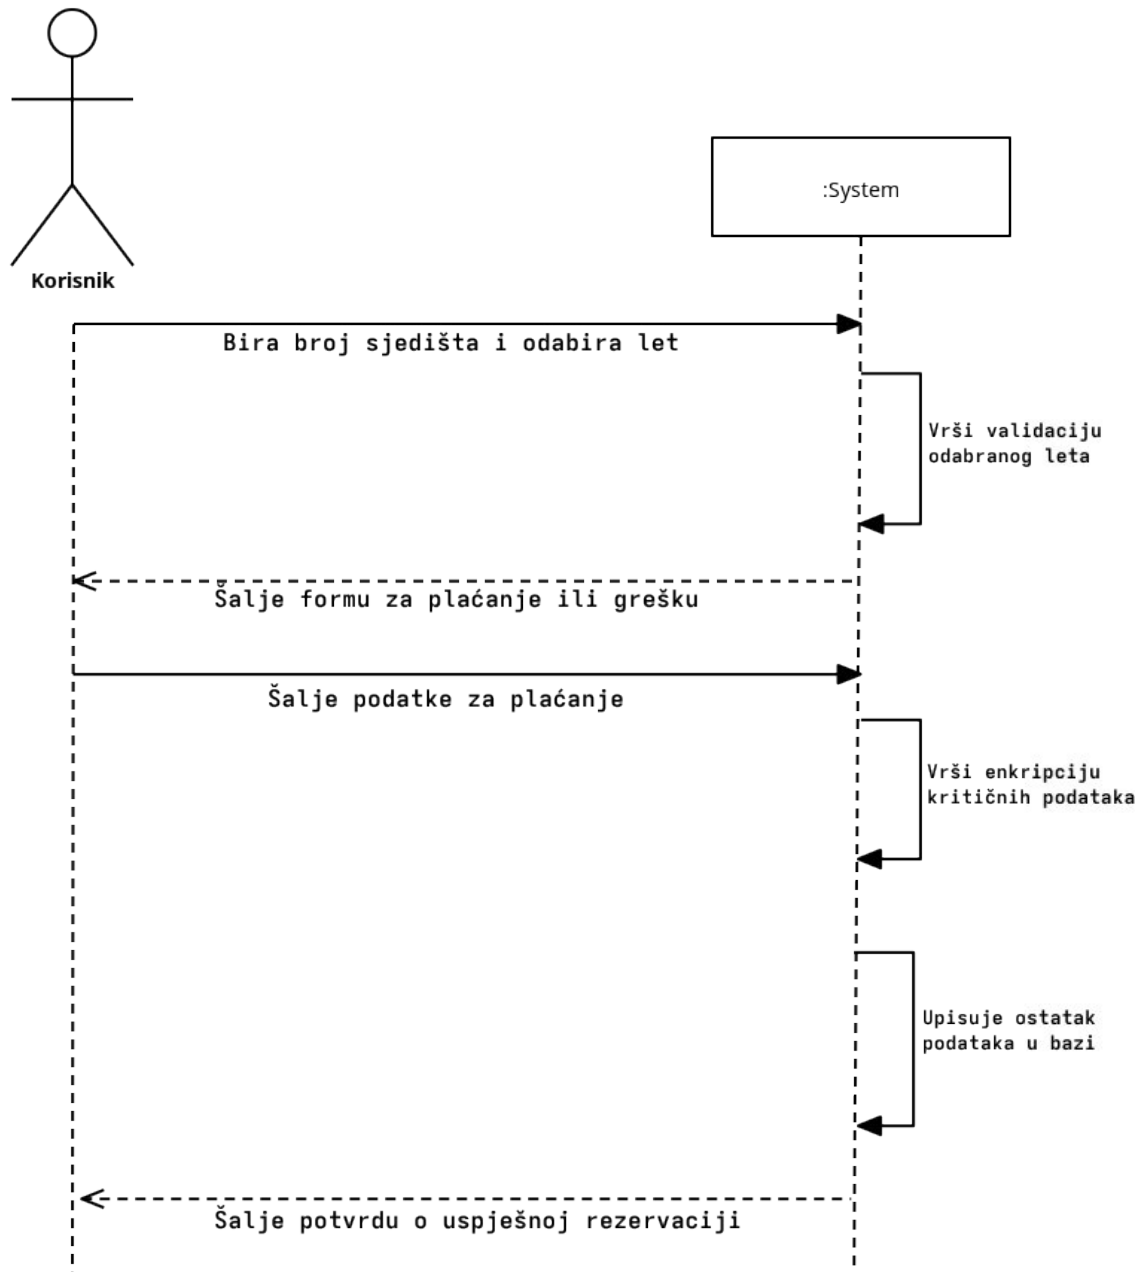 :System
Korisnik
Bira broj sjedišta i odabira let
Vrši validaciju
odabranog leta
Šalje formu za plaćanje ili grešku
Šalje podatke za plaćanje
Vrši enkripciju
kritičnih podataka
Upisuje ostatak
podataka u bazi
Šalje potvrdu o uspješnoj rezervaciji